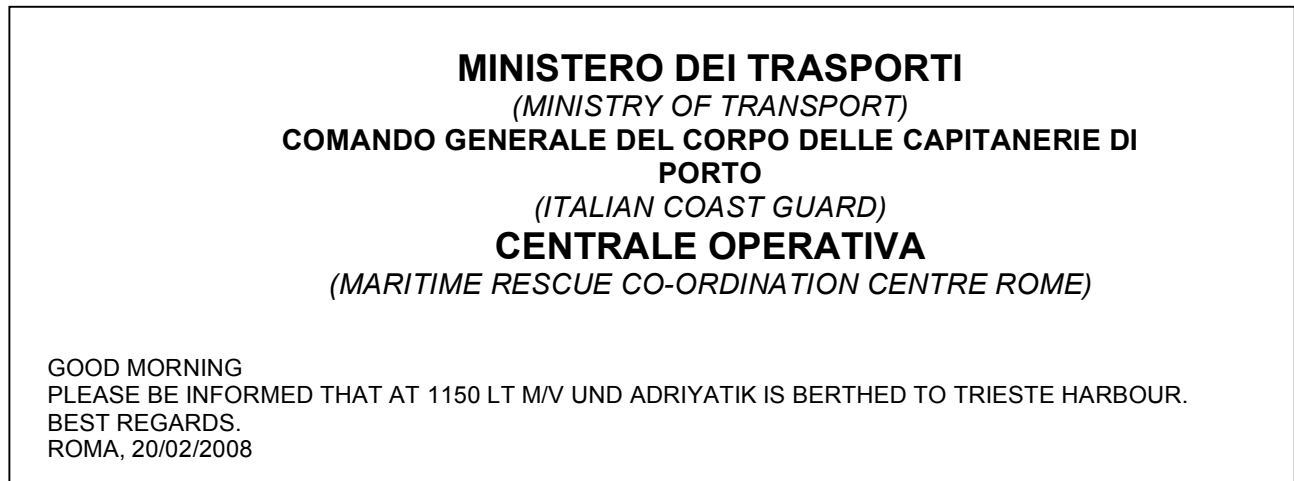 MINISTERO DEI TRASPORTI
(MINISTRY OF TRANSPORT)
COMANDO GENERALE DEL CORPO DELLE CAPITANERIE DI
PORTO
(ITALIAN COAST GUARD)
CENTRALE OPERATIVA
(MARITIME RESCUE CO-ORDINATION CENTRE ROME)
GOOD MORNING
PLEASE BE INFORMED THAT AT 1150 LT M/V UND ADRIYATIK IS BERTHED TO TRIESTE HARBOUR.
BEST REGARDS.
ROMA, 20/02/2008